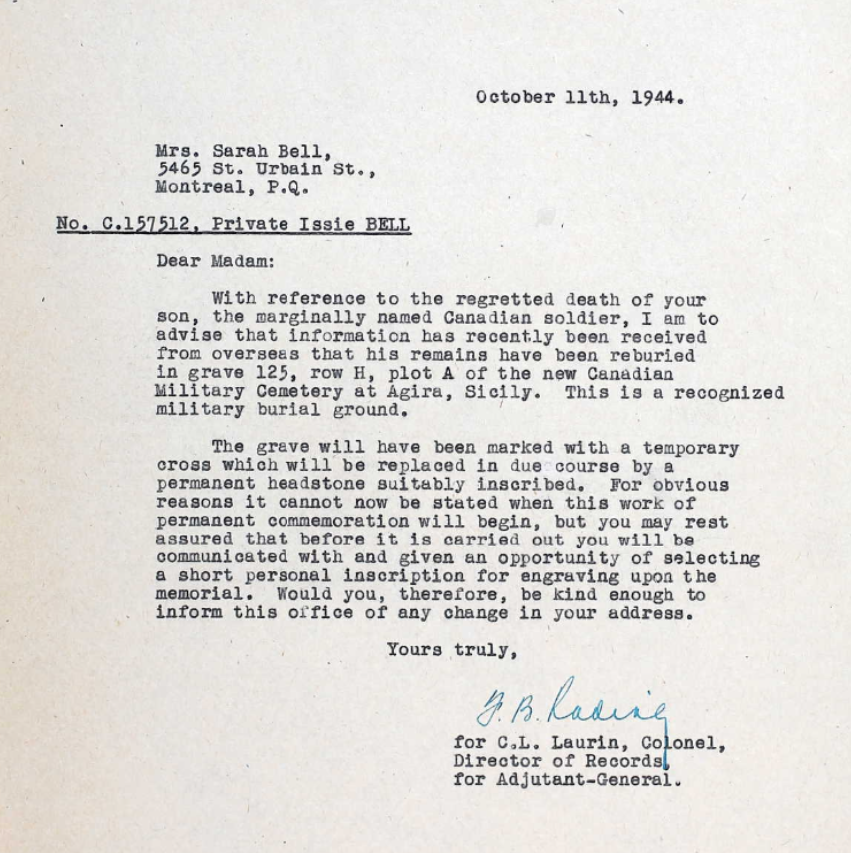 October 11th, 1944.
Mrs. Sarah Bell,
5465 St. Urbain St.,
Montreal, P.Q.
No. C.157512, Private Issie BELL
Dear Madam:
With reference to the regretted death of your
son, the marginally named Canadian soldier, I am to
advise that information has recently been received
from overseas that his remains have been reburied
in grave 125, row H, plot A of the new Canadian
Military Cemetery at Agira, Sicily. This is a recognized
military burial ground.
The grave will have been marked with a temporary
cross which will be replaced in due course by a
permanent headstone suitably inscribed. For obvious
reasons it cannot now be stated when this work of
permanent commemoration will begin, but you may rest
assured that before it is carried out you will be
communicated with and given an opportunity of selecting
a short personal inscription for engraving upon the
memorial. Would you, therefore, be kind enough to
inform this office of any change in your address.
Yours truly,
for C.L. Laurin, Colonel,
Director of Records,
for Adjutant-General.